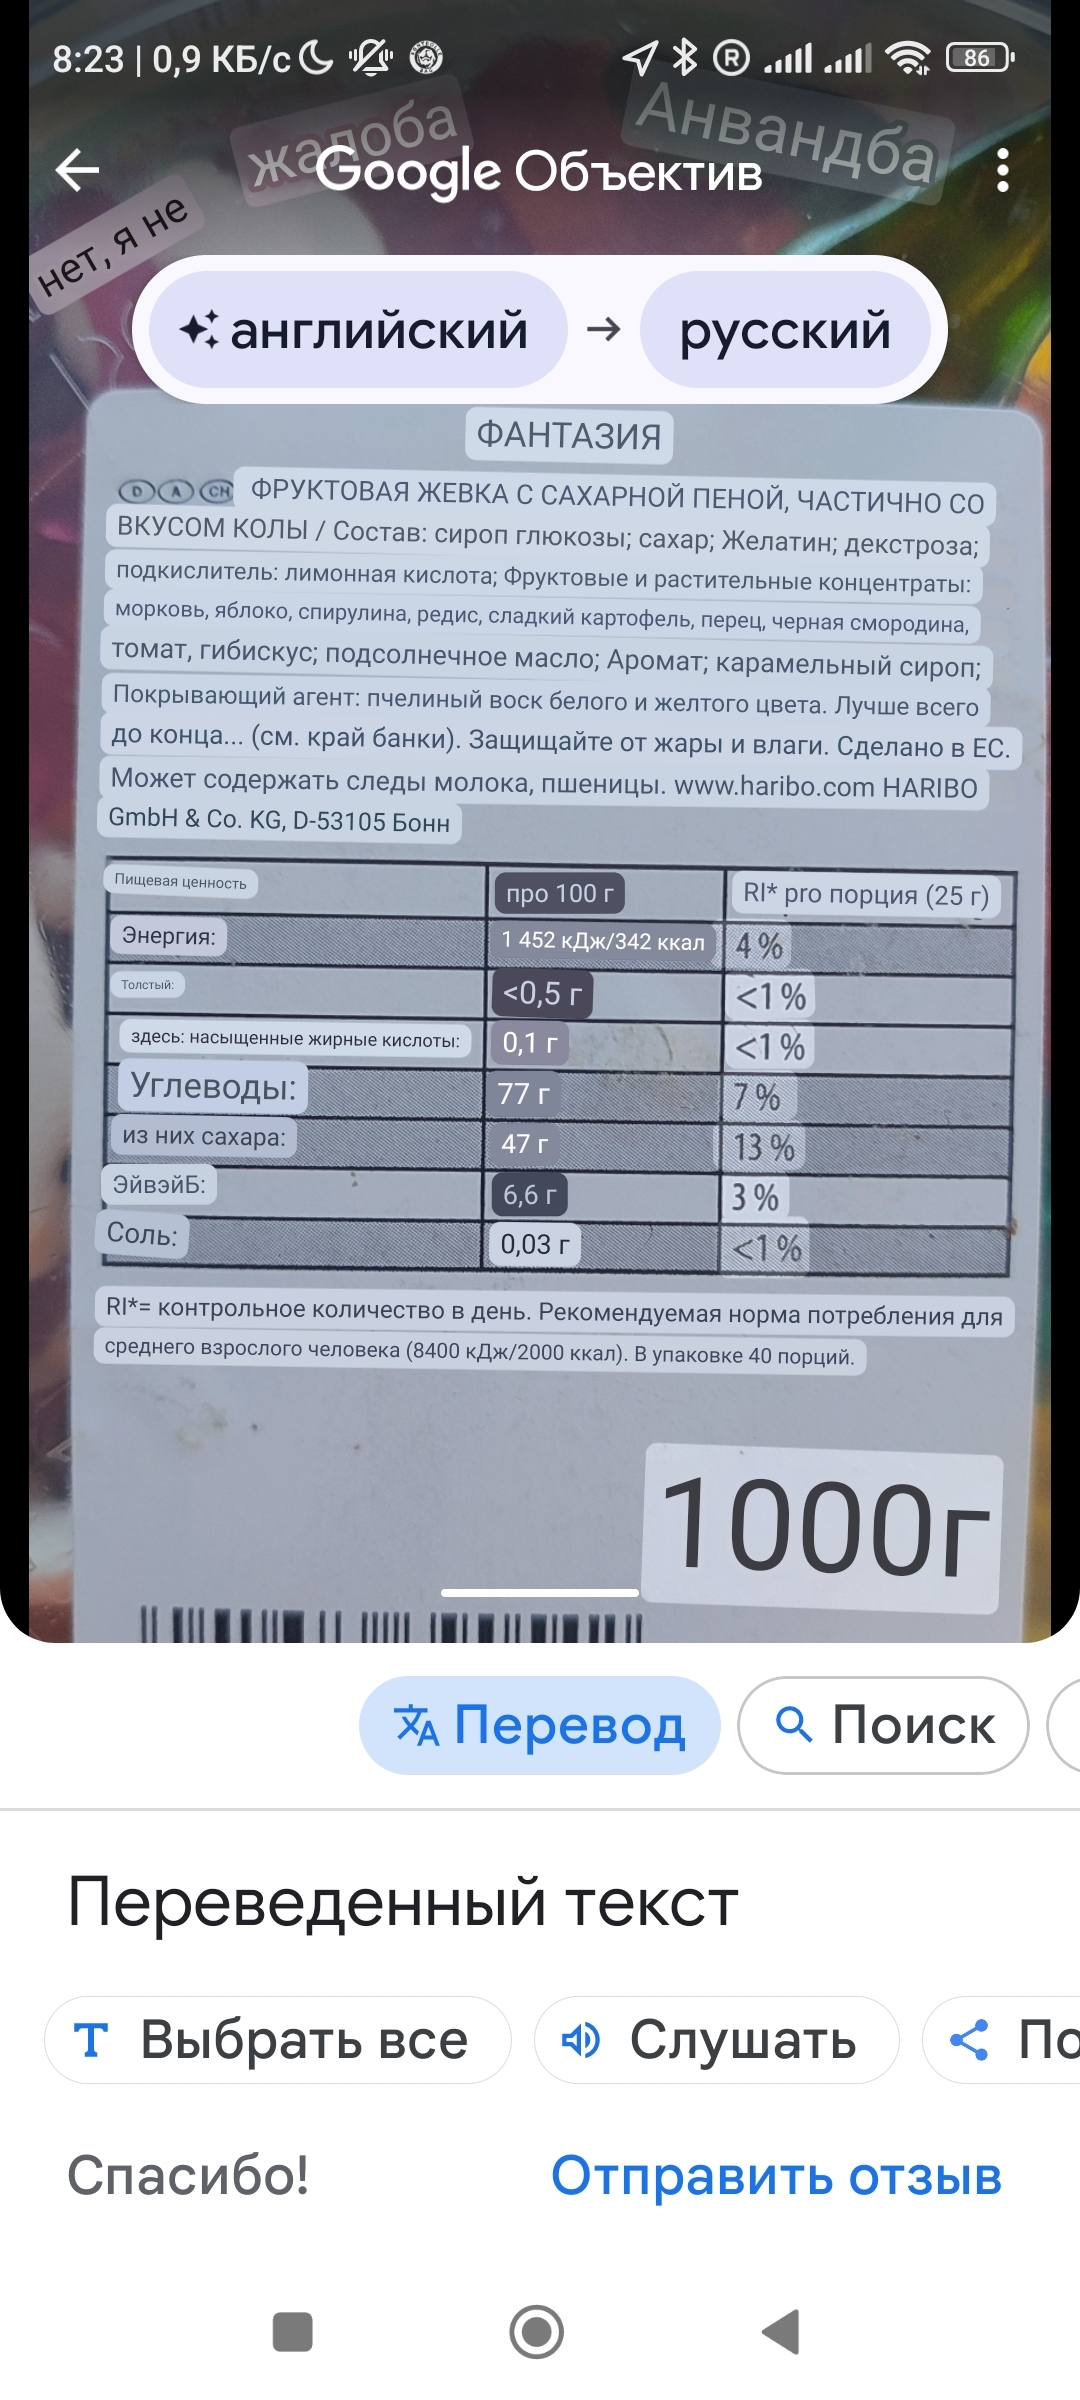 8:23 | 0,9 КБ/с
86
жалоба
Анвандба
Google Объектив
нет, я не
английский → русский
ФАНТАЗИЯ
D A CH ФРУКТОВАЯ ЖЕВКА С САХАРНОЙ ПЕНОЙ, ЧАСТИЧНО СО
ВКУСОМ КОЛЫ / Состав: сироп глюкозы; сахар; Желатин; декстроза;
подкислитель: лимонная кислота; Фруктовые и растительные концентраты:
морковь, яблоко, спирулина, редис, сладкий картофель, перец, черная смородина,
томат, гибискус; подсолнечное масло; Аромат; карамельный сироп;
Покрывающий агент: пчелиный воск белого и желтого цвета. Лучше всего
до конца... (см. край банки). Защищайте от жары и влаги. Сделано в ЕС.
Может содержать следы молока, пшеницы. www.haribo.com HARIBO
GmbH & Co. KG, D-53105 Бонн
Пищевая ценность про 100 г RI* pro порция (25 г)
Энергия: 1 452 кДж/342 ккал 4 %
Толстый: <0,5 г <1 %
здесь: насыщенные жирные кислоты: 0,1 г <1 %
Углеводы: 77 г 7 %
из них сахара: 47 г 13 %
ЭйвэйБ: 6,6 г 3 %
Соль: 0,03 г <1 %
RI*= контрольное количество в день. Рекомендуемая норма потребления для
среднего взрослого человека (8400 кДж/2000 ккал). В упаковке 40 порций.
1000г
Перевод
Поиск
Переведенный текст
Выбрать все
Слушать
По
Спасибо!
Отправить отзыв